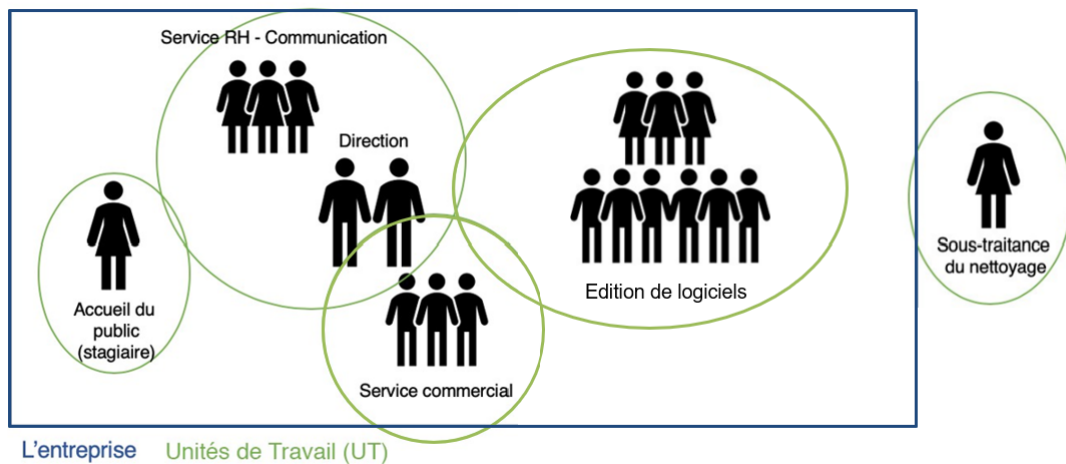 Service RH - Communication
Direction
Accueil du
public
(stagiaire)
Service commercial
Edition de logiciels
Sous-traitance
du nettoyage
L'entreprise
Unités de Travail (UT)